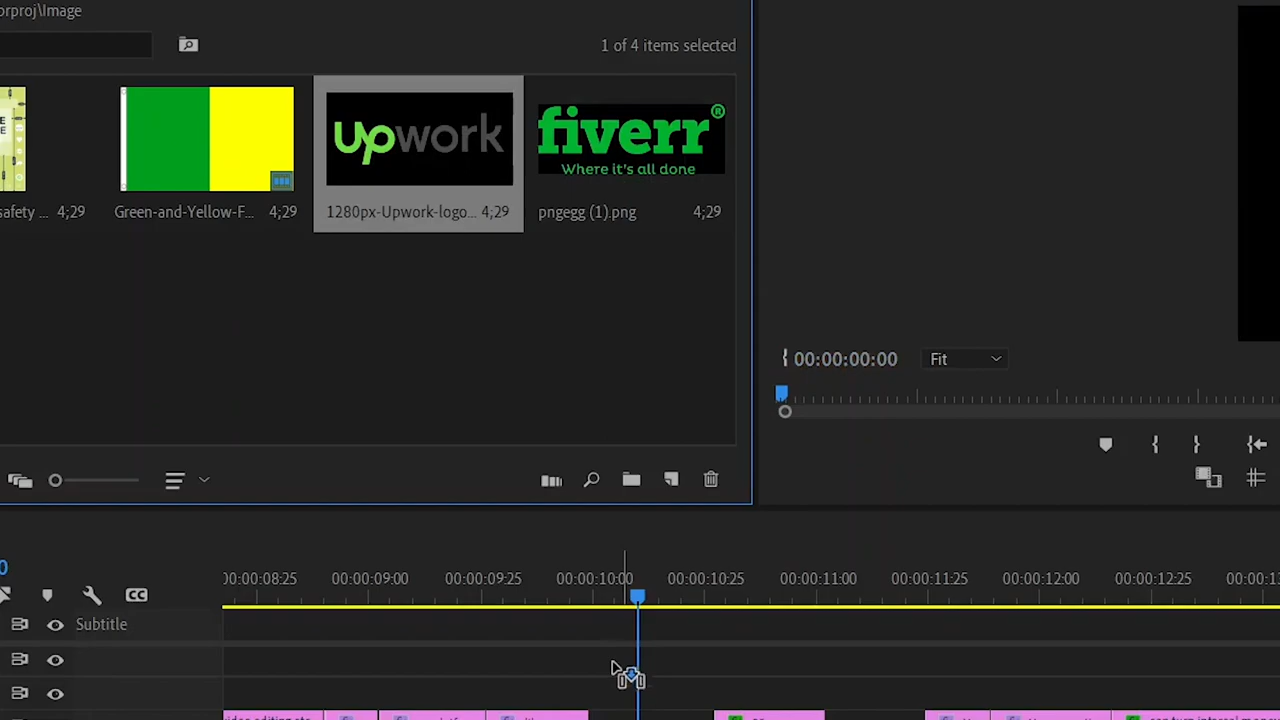 orproj\Image
1 of 4 items selected
upwork
fiverr®
Where it's all done
safety ... 4;29
Green-and-Yellow-F... 4;29
1280px-Upwork-logo... 4;29
pngegg (1).png 4;29
00:00:00:00
Fit
00:00:08:25 00:00:09:00 00:00:09:25 00:00:10:00 00:00:10:25 00:00:11:00 00:00:11:25 00:00:12:00 00:00:12:25
CC
Subtitle